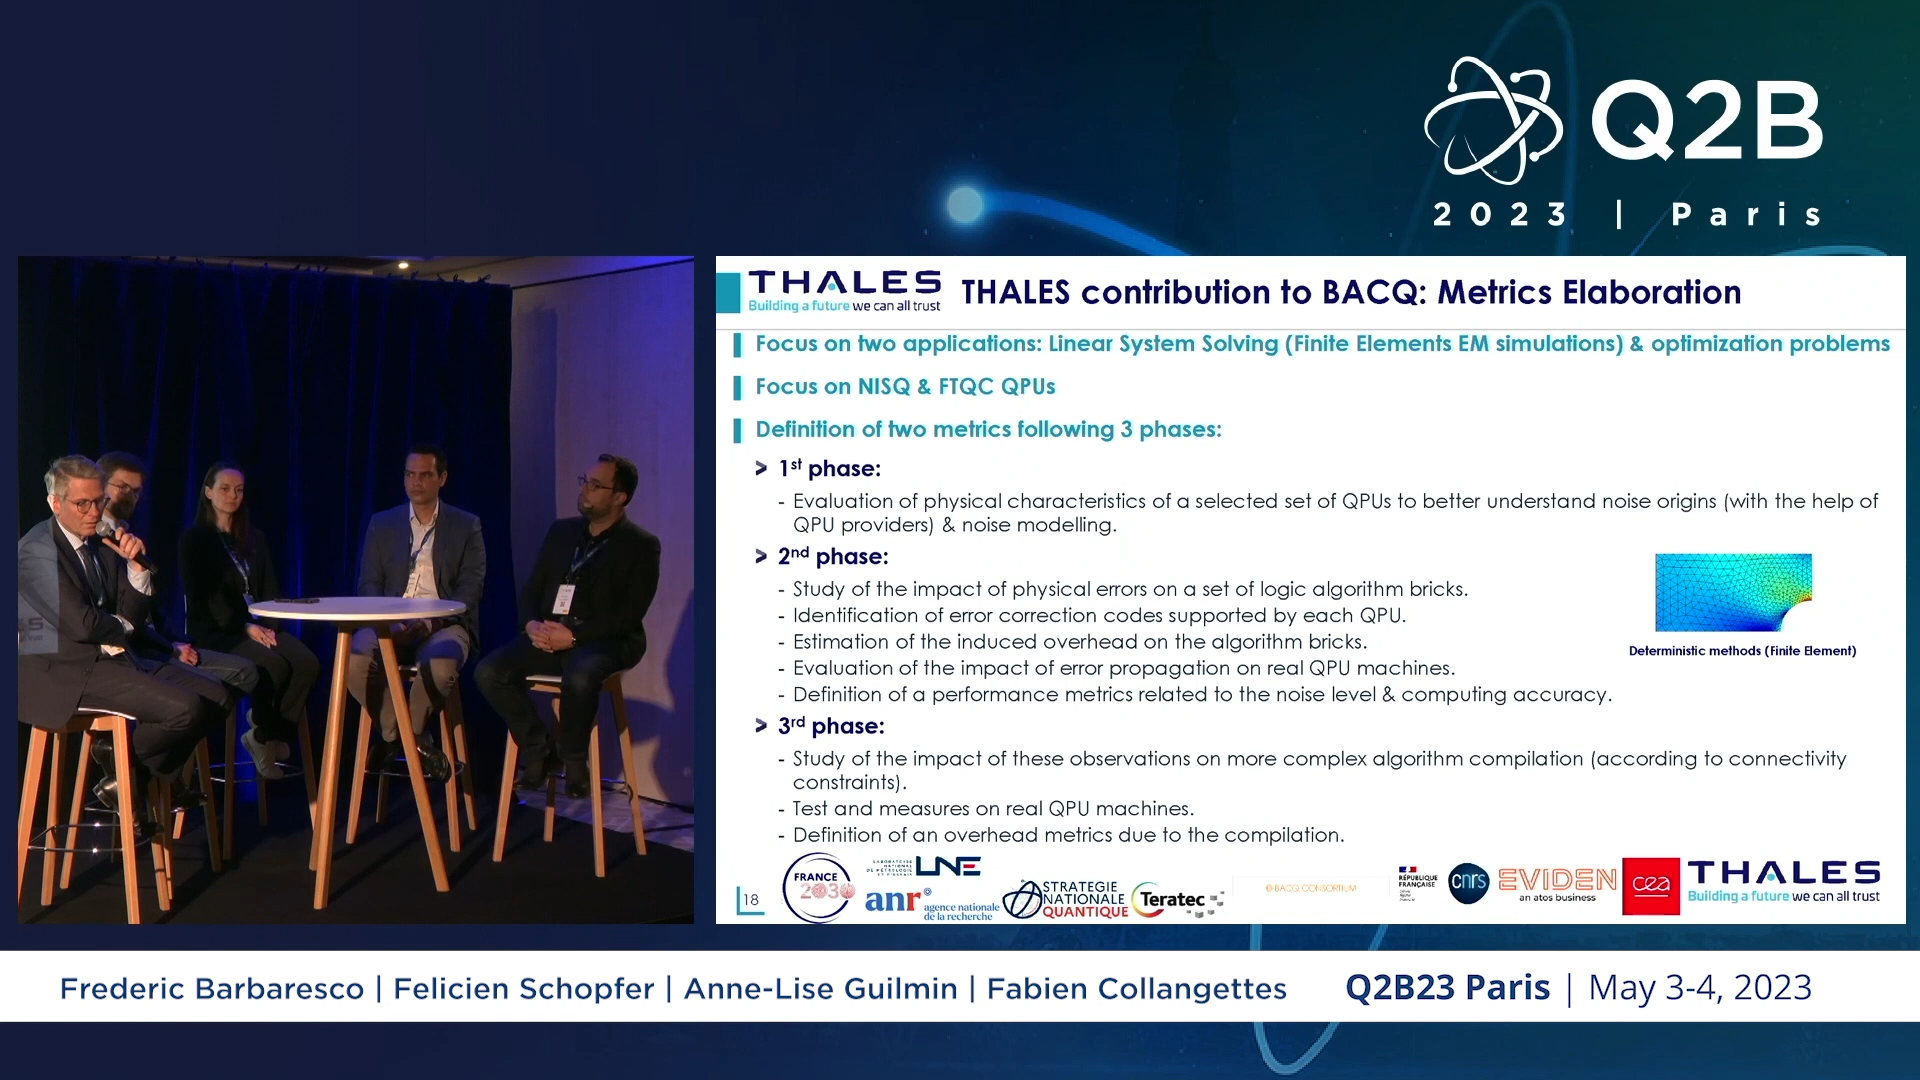 Q2B
2023 | Paris
THALES
Building a future we can all trust
THALES contribution to BACQ: Metrics Elaboration
Focus on two applications: Linear System Solving (Finite Elements EM simulations) & optimization problems
Focus on NISQ & FTQC QPUs
Definition of two metrics following 3 phases:
> 1st phase:
- Evaluation of physical characteristics of a selected set of QPUs to better understand noise origins (with the help of
QPU providers) & noise modelling.
> 2nd phase:
- Study of the impact of physical errors on a set of logic algorithm bricks.
- Identification of error correction codes supported by each QPU.
- Estimation of the induced overhead on the algorithm bricks.
- Evaluation of the impact of error propagation on real QPU machines.
- Definition of a performance metrics related to the noise level & computing accuracy.
Deterministic methods (Finite Element)
> 3rd phase:
- Study of the impact of these observations on more complex algorithm compilation (according to connectivity
constraints).
- Test and measures on real QPU machines.
- Definition of an overhead metrics due to the compilation.
18
FRANCE
2030
LNE
anr
agence nationale
de la recherche
STRATEGIE
NATIONALE
QUANTIQUE
Teratec
© BACQ CONSORTIUM
RÉPUBLIQUE
FRANÇAISE
cnrs
EVIDEN
an atos business
cea
THALES
Building a future we can all trust
Frederic Barbaresco | Felicien Schopfer | Anne-Lise Guilmin | Fabien Collangettes
Q2B23 Paris | May 3-4, 2023